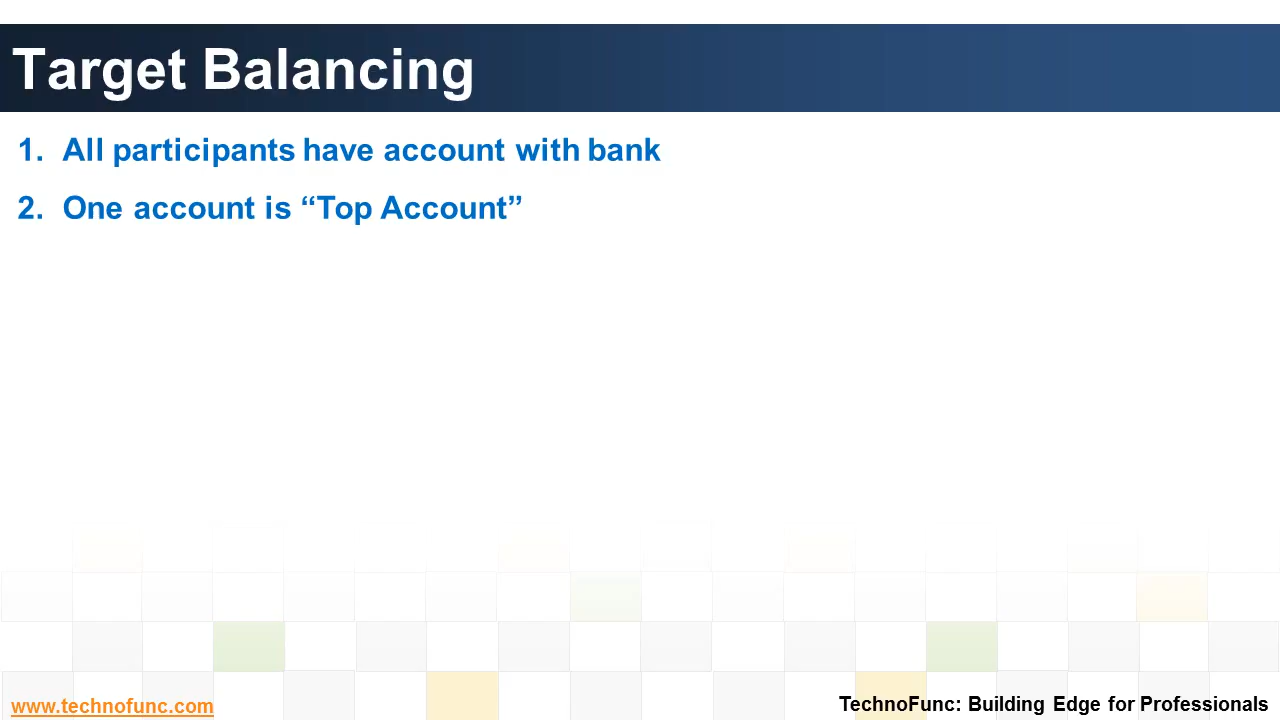 Target Balancing
1. All participants have account with bank
2. One account is “Top Account”
www.technofunc.com
TechnoFunc: Building Edge for Professionals